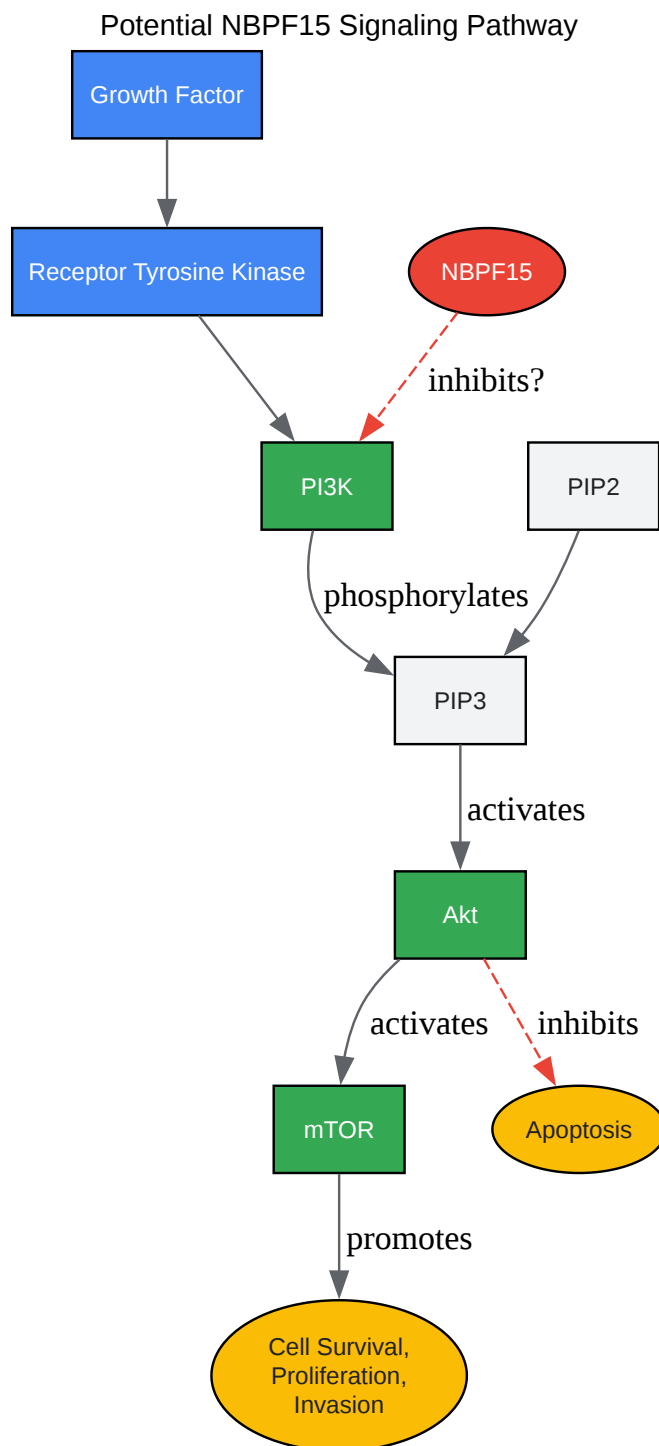 Potential NBPF15 Signaling Pathway
Growth Factor
Receptor Tyrosine Kinase
NBPF15
inhibits?
PI3K
PIP2
phosphorylates
PIP3
activates
Akt
activates
inhibits
mTOR
Apoptosis
promotes
Cell Survival,
Proliferation,
Invasion